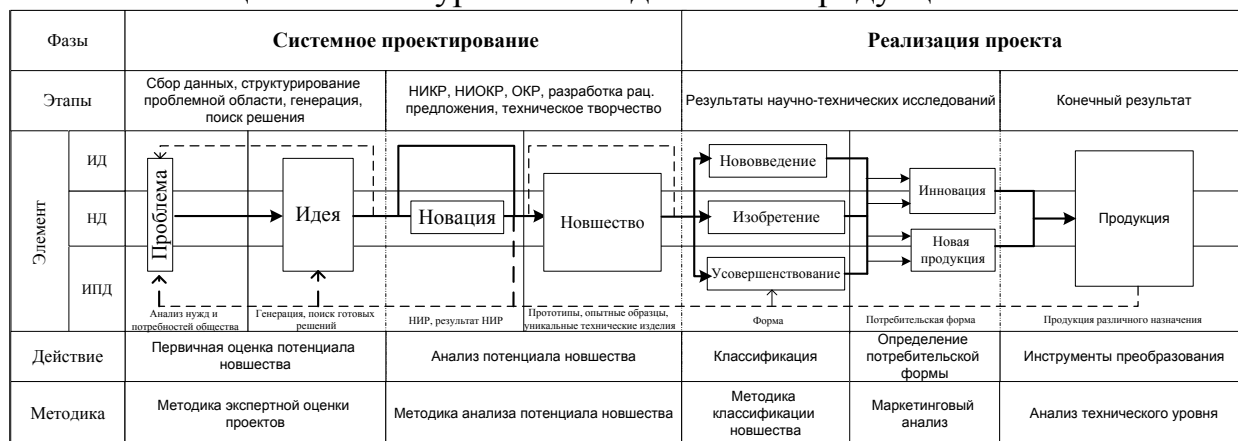 Фазы
Системное проектирование
Реализация проекта
Этапы
Сбор данных, структурирование
проблемной области, генерация,
поиск решения
НИКР, НИОКР, ОКР, разработка рац.
предложения, техническое творчество
Результаты научно-технических исследований
Конечный результат
Элемент
ИД
НД
ИПД
Проблема
Идея
Новация
Новшество
Нововведение
Изобретение
Усовершенствование
Инновация
Новая
продукция
Продукция
Анализ нужд и
потребностей общества
Генерация, поиск готовых
решений
НИР, результат НИР
Прототипы, опытные образцы,
уникальные технические изделия
Форма
Потребительская форма
Продукция различного назначения
Действие
Первичная оценка потенциала
новшества
Анализ потенциала новшества
Классификация
Определение
потребительской
формы
Инструменты преобразования
Методика
Методика экспертной оценки
проектов
Методика анализа потенциала новшества
Методика
классификации
новшества
Маркетинговый
анализ
Анализ технического уровня